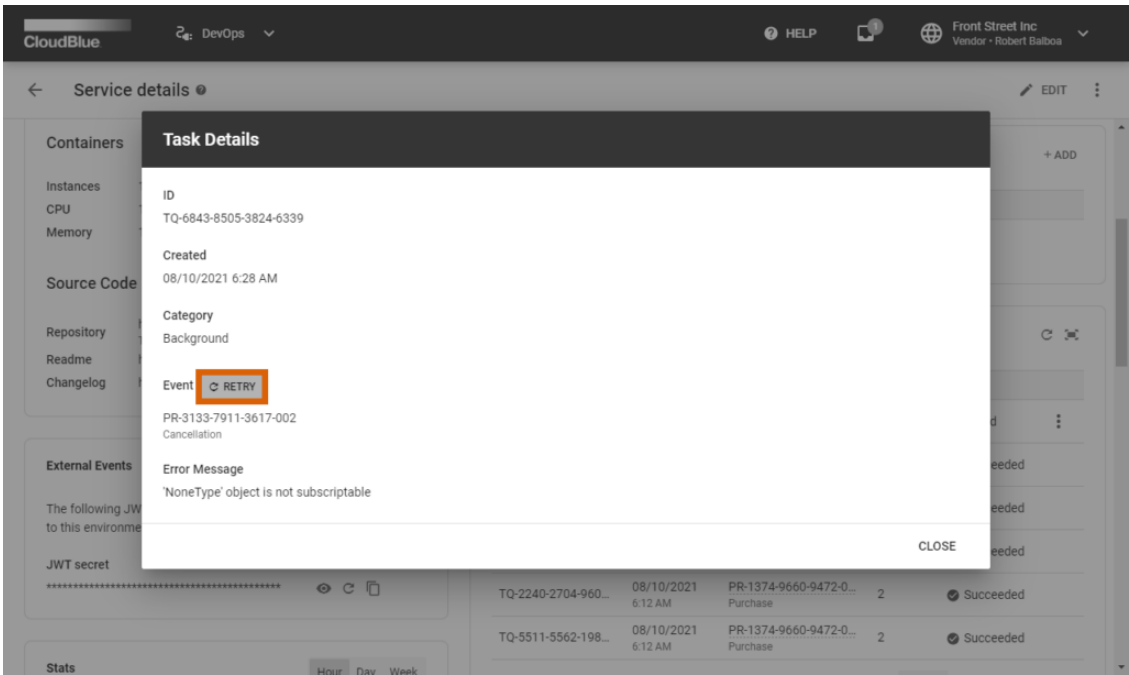 CloudBlue
DevOps
HELP
1
Front Street Inc
Vendor • Robert Balboa
Service details
EDIT
Containers
Instances
CPU
Memory
Source Code
Repository
Readme
Changelog
+ ADD
Task Details
ID
TQ-6843-8505-3824-6339
Created
08/10/2021 6:28 AM
Category
Background
Event RETRY
PR-3133-7911-3617-002
Cancellation
Error Message
'NoneType' object is not subscriptable
CLOSE
External Events
The following JW
to this environme
JWT secret
********************************************
TQ-2240-2704-960... 08/10/2021 PR-1374-9660-9472-0... 2 Succeeded
6:12 AM Purchase
TQ-5511-5562-198... 08/10/2021 PR-1374-9660-9472-0... 2 Succeeded
6:12 AM Purchase
Stats
Hour Day Week